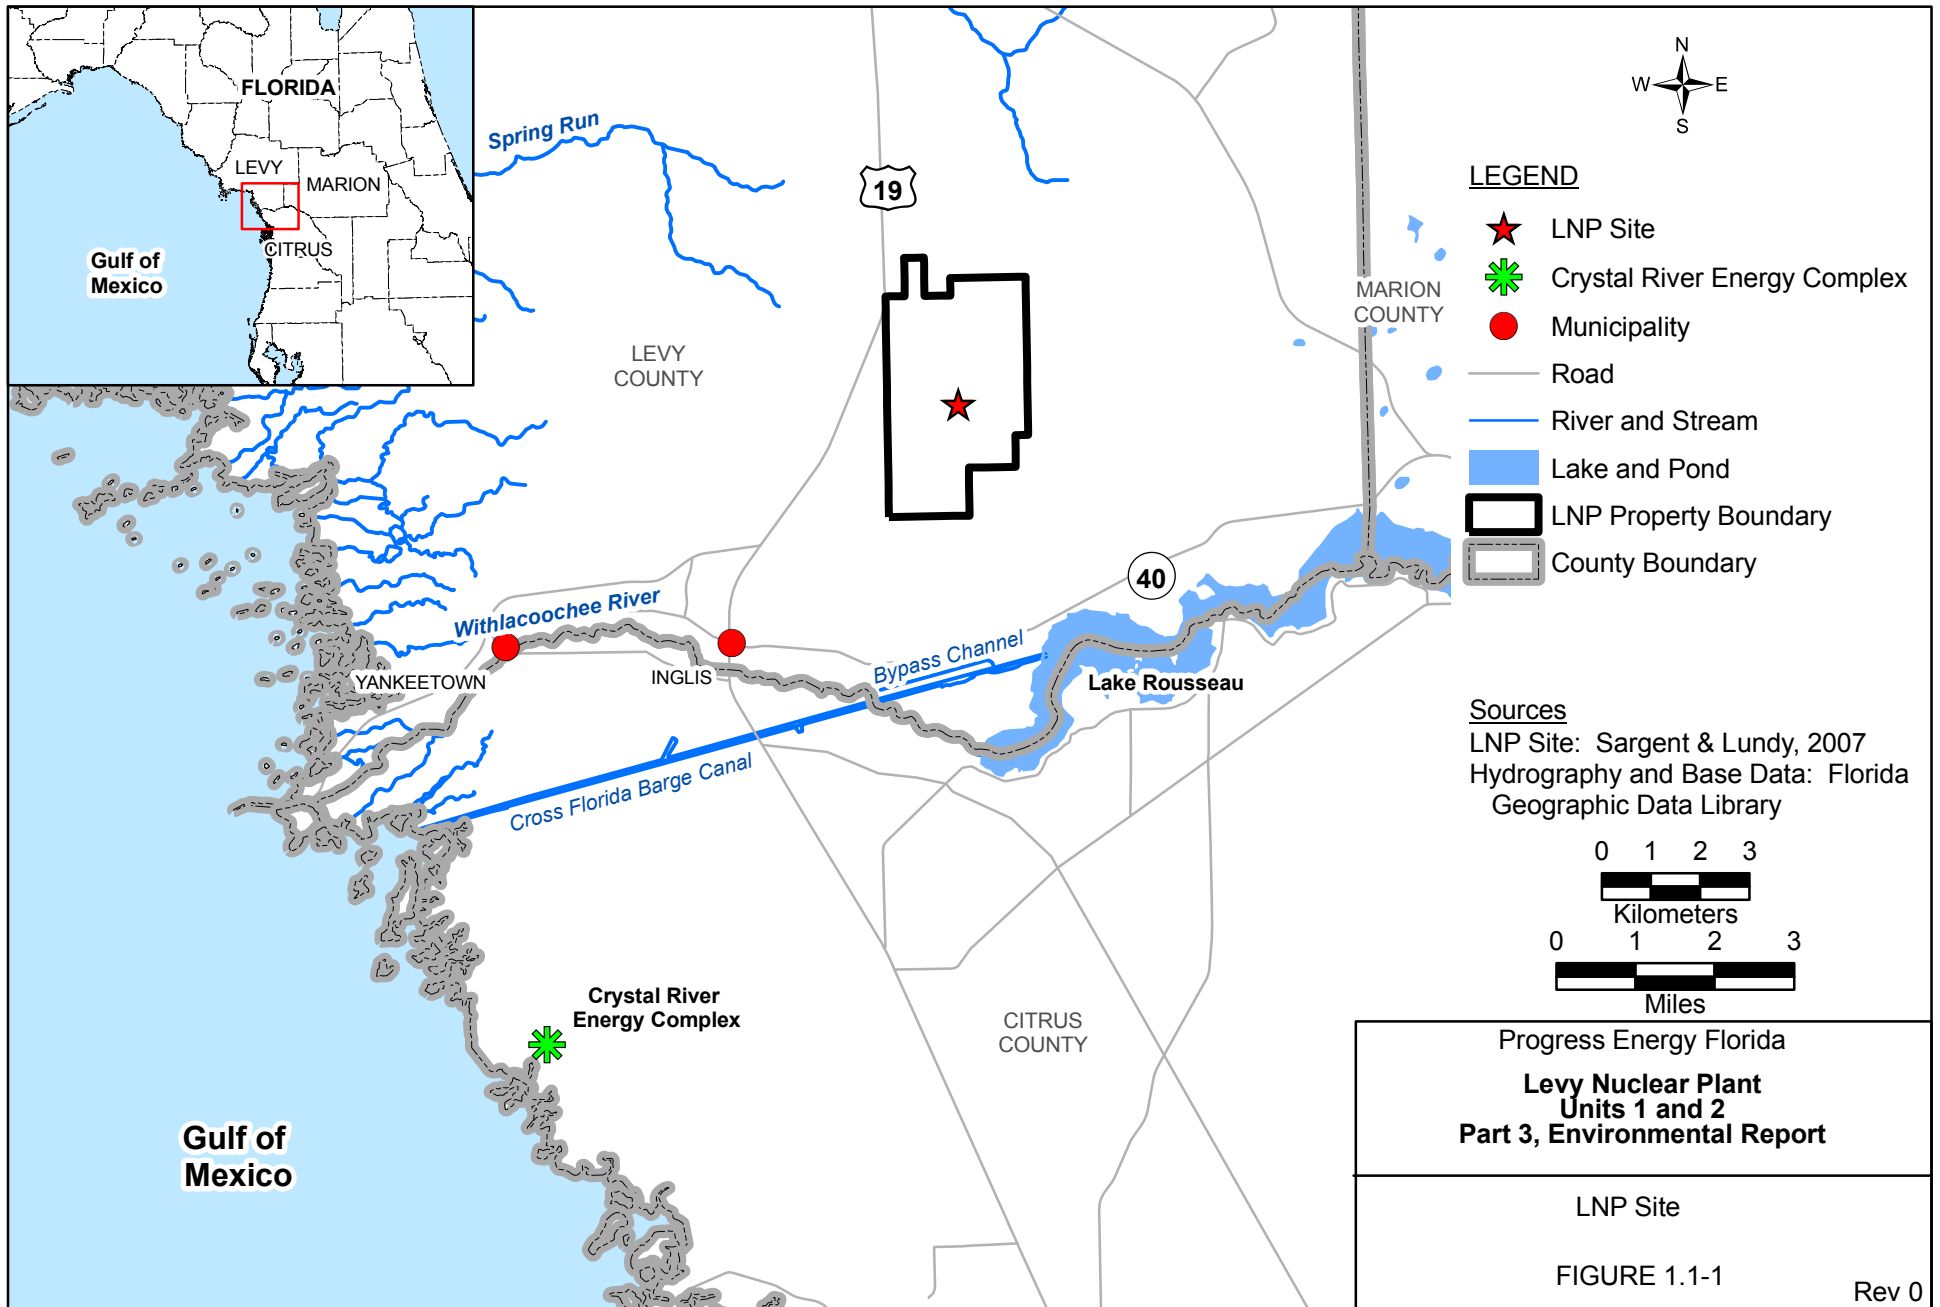 FLORIDA
LEVY
MARION
CITRUS
Gulf of
Mexico
Spring Run
19
LEVY
COUNTY
MARION
COUNTY
40
Withlacoochee River
YANKEETOWN
INGLIS
Bypass Channel
Lake Rousseau
Cross Florida Barge Canal
Crystal River
Energy Complex
CITRUS
COUNTY
Gulf of
Mexico
N
W E
S
LEGEND
LNP Site
Crystal River Energy Complex
Municipality
Road
River and Stream
Lake and Pond
LNP Property Boundary
County Boundary
Sources
LNP Site: Sargent & Lundy, 2007
Hydrography and Base Data: Florida
Geographic Data Library
0 1 2 3
Kilometers
0 1 2 3
Miles
Progress Energy Florida
Levy Nuclear Plant
Units 1 and 2
Part 3, Environmental Report
LNP Site
FIGURE 1.1-1
Rev 0